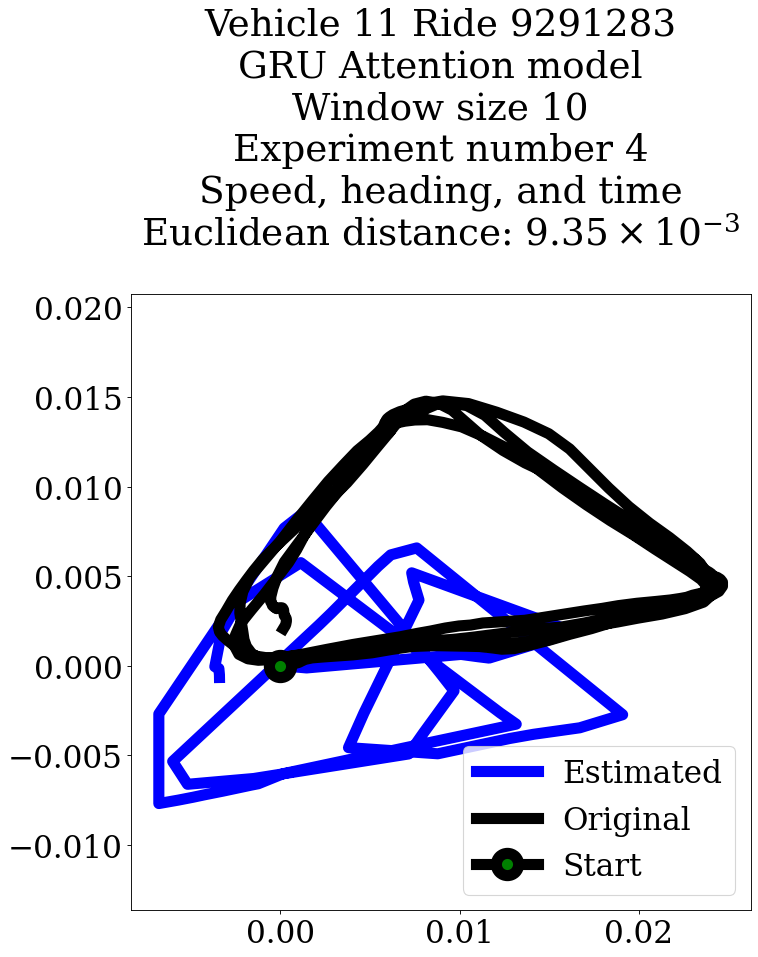 Vehicle 11 Ride 9291283
GRU Attention model
Window size 10
Experiment number 4
Speed, heading, and time
Euclidean distance: 9.35 × 10⁻³
0.020
0.015
0.010
0.005
0.000
−0.005
−0.010
0.00 0.01 0.02
Estimated
Original
Start